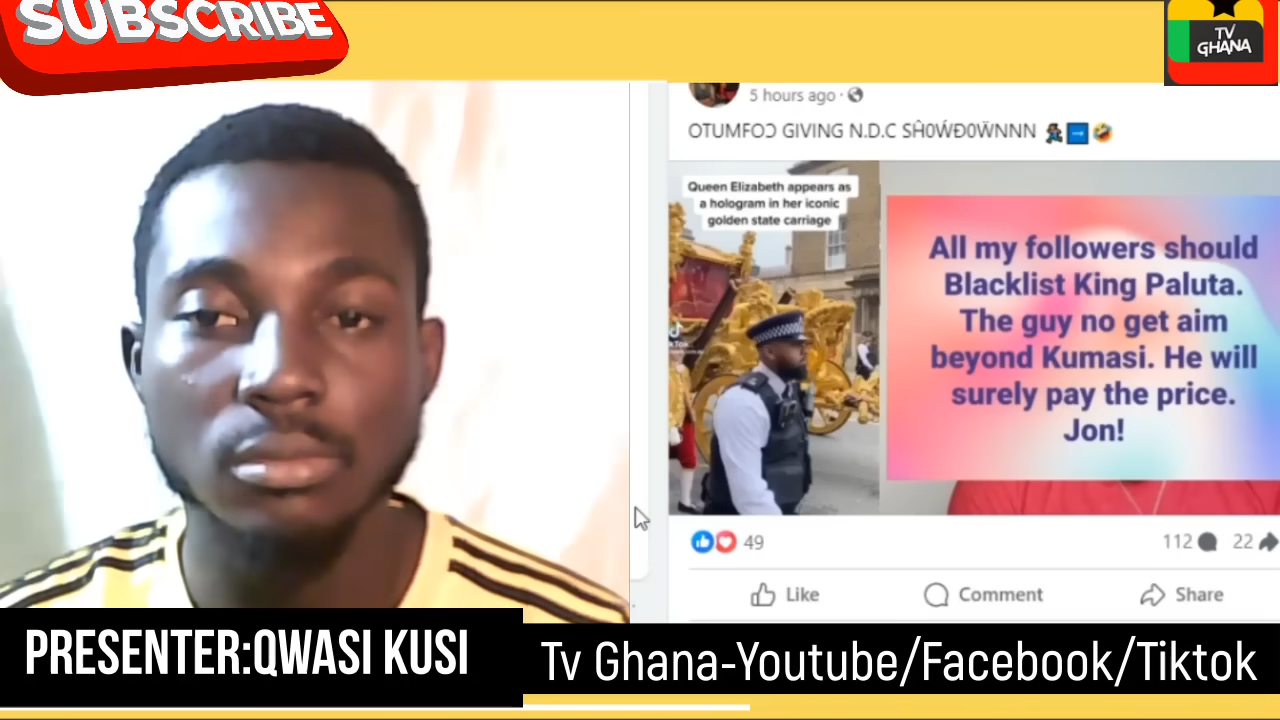 SUBSCRIBE
TV
GHANA
5 hours ago ·
OTUMFOƆ GIVING N.D.C SĤ0ẂĐ0ẄNNN
Queen Elizabeth appears as
a hologram in her iconic
golden state carriage
All my followers should
Blacklist King Paluta.
The guy no get aim
beyond Kumasi. He will
surely pay the price.
Jon!
49
112
22
Like
Comment
Share
PRESENTER:QWASI KUSI
Tv Ghana-Youtube/Facebook/Tiktok